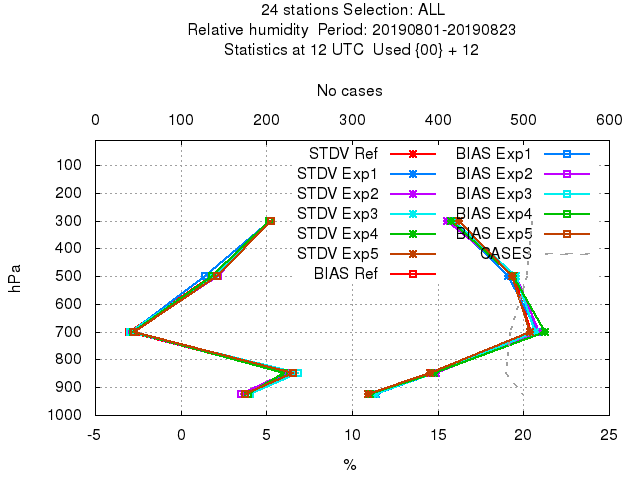 24 stations Selection: ALL
Relative humidity  Period: 20190801-20190823
Statistics at 12 UTC  Used {00} + 12
No cases
0 100 200 300 400 500 600
100
200
300
400
500
600
700
800
900
1000
hPa
STDV Ref
STDV Exp1
STDV Exp2
STDV Exp3
STDV Exp4
STDV Exp5
BIAS Ref
BIAS Exp1
BIAS Exp2
BIAS Exp3
BIAS Exp4
BIAS Exp5
CASES
-5 0 5 10 15 20 25
%